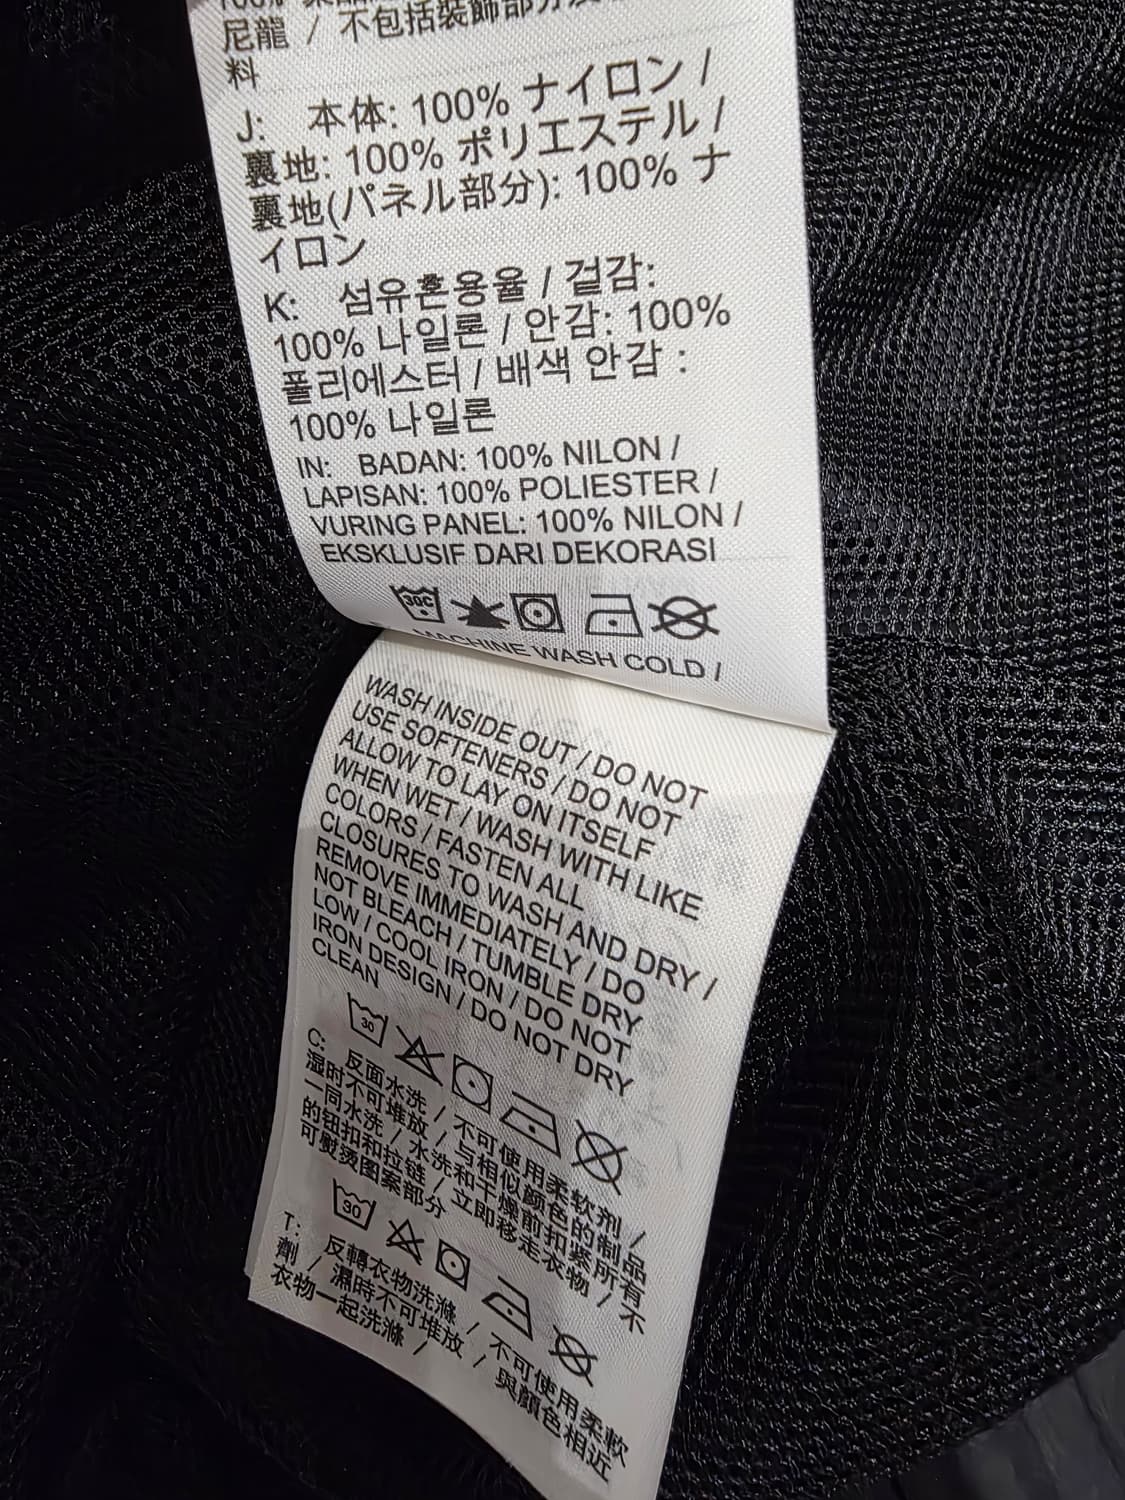 尼龍 / 不包括裝飾部分
料
J: 本体: 100% ナイロン /
裏地: 100% ポリエステル /
裏地(パネル部分): 100% ナ
イロン
K: 섬유혼용율 / 걸감:
100% 나일론 / 안감: 100%
폴리에스터 / 배색 안감 :
100% 나일론
IN: BADAN: 100% NILON /
LAPISAN: 100% POLIESTER /
VURING PANEL: 100% NILON /
EKSKLUSIF DARI DEKORASI
30C
MACHINE WASH COLD /
WASH INSIDE OUT / DO NOT
USE SOFTENERS / DO NOT
ALLOW TO LAY ON ITSELF
WHEN WET / WASH WITH LIKE
COLORS / FASTEN ALL
CLOSURES TO WASH AND DRY /
REMOVE IMMEDIATELY / DO
NOT BLEACH / TUMBLE DRY
LOW / COOL IRON / DO NOT
IRON DESIGN / DO NOT DRY
CLEAN
30
C: 反面水洗 / 不可使用柔软剂 /
湿时不可堆放 / 与相似颜色的制品
一同水洗 / 水洗和干燥前扣紧所有
的钮扣和拉链 / 立即移走衣物 / 不
可熨烫图案部分
30
T: 反轉衣物洗滌 / 不可使用柔軟
劑 / 濕時不可堆放 / 與顏色相近
衣物一起洗滌 /